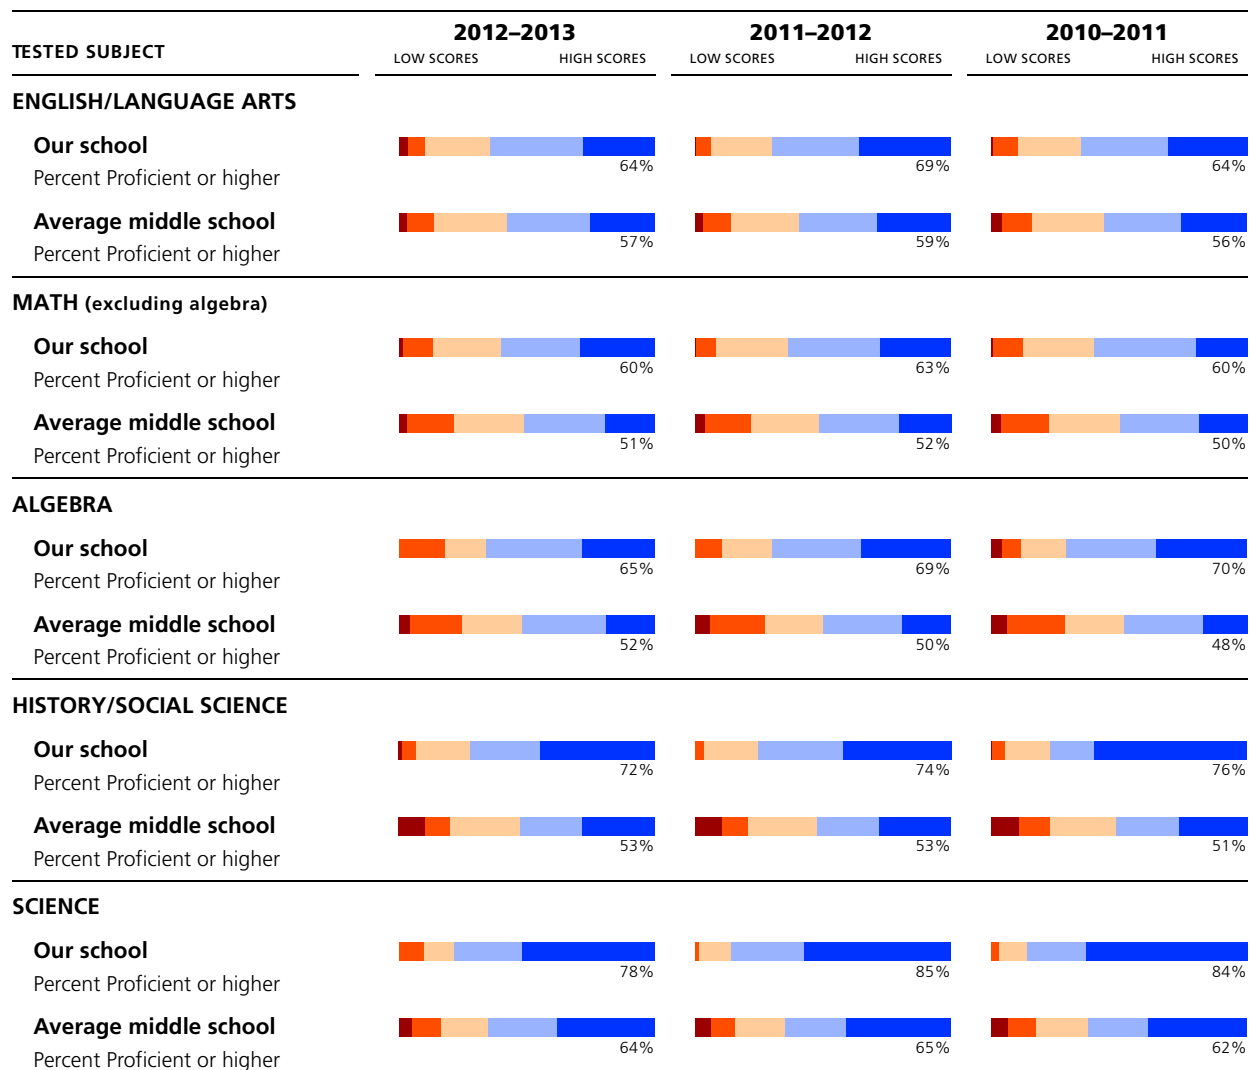 2012–2013 2011–2012 2010–2011
TESTED SUBJECT LOW SCORES HIGH SCORES LOW SCORES HIGH SCORES LOW SCORES HIGH SCORES
ENGLISH/LANGUAGE ARTS
Our school
Percent Proficient or higher 64% 69% 64%
Average middle school
Percent Proficient or higher 57% 59% 56%
MATH (excluding algebra)
Our school
Percent Proficient or higher 60% 63% 60%
Average middle school
Percent Proficient or higher 51% 52% 50%
ALGEBRA
Our school
Percent Proficient or higher 65% 69% 70%
Average middle school
Percent Proficient or higher 52% 50% 48%
HISTORY/SOCIAL SCIENCE
Our school
Percent Proficient or higher 72% 74% 76%
Average middle school
Percent Proficient or higher 53% 53% 51%
SCIENCE
Our school
Percent Proficient or higher 78% 85% 84%
Average middle school
Percent Proficient or higher 64% 65% 62%